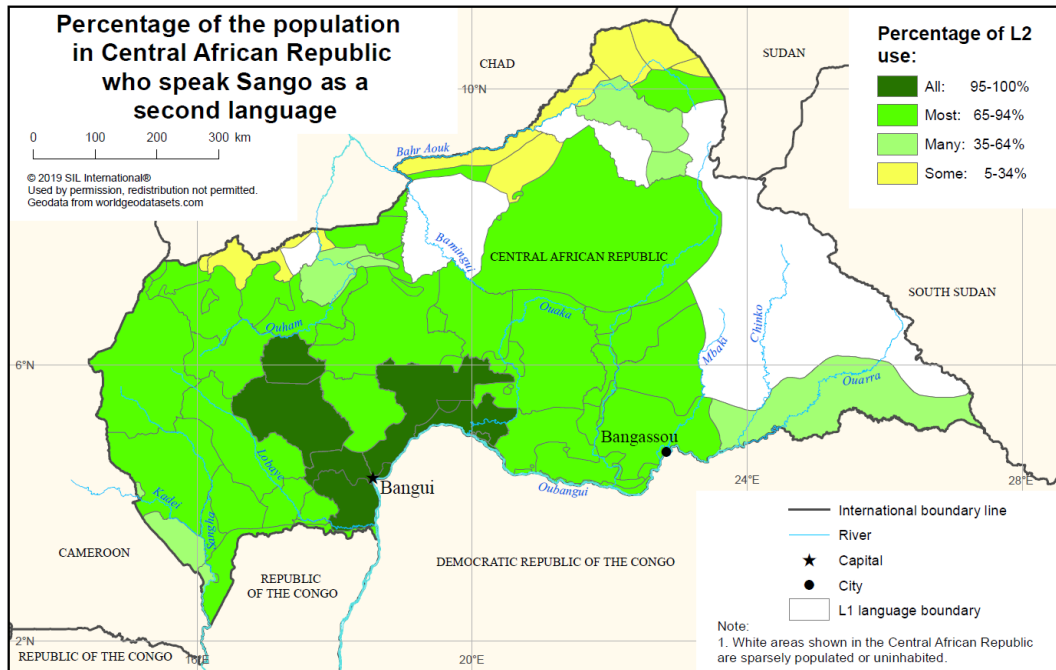 Percentage of the population
in Central African Republic
who speak Sango as a
second language
0 100 200 300 km
© 2019 SIL International®
Used by permission, redistribution not permitted.
Geodata from worldgeodatasets.com
Percentage of L2
use:
All: 95-100%
Most: 65-94%
Many: 35-64%
Some: 5-34%
CHAD
SUDAN
10°N
Bahr Aouk
Bamingui
CENTRAL AFRICAN REPUBLIC
SOUTH SUDAN
Ouaka
Chinko
Ouham
Mbaki
6°N
Ouarra
Bangassou
24°E
28°E
Lobaye
Bangui
Oubangui
Kadei
Sangha
CAMEROON
REPUBLIC
OF THE CONGO
DEMOCRATIC REPUBLIC OF THE CONGO
International boundary line
River
Capital
City
L1 language boundary
Note:
1. White areas shown in the Central African Republic
are sparsely populated or uninhabited.
2°N
REPUBLIC OF THE CONGO
16°E
20°E